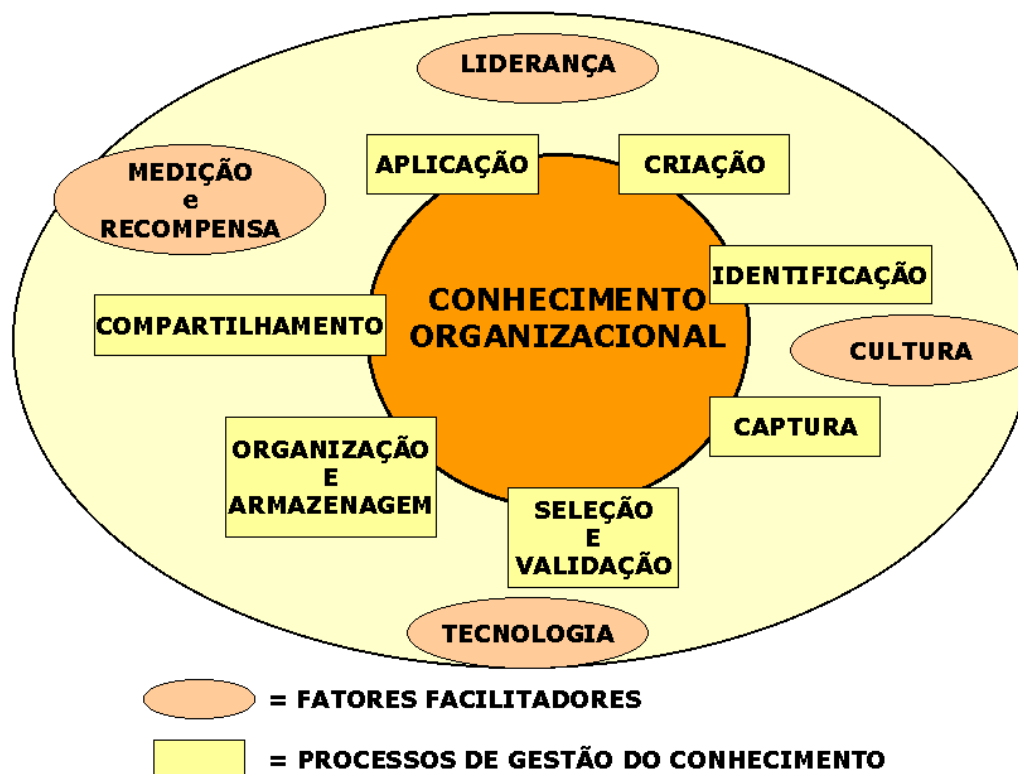 LIDERANÇA
MEDIÇÃO
e
RECOMPENSA
APLICAÇÃO
CRIAÇÃO
IDENTIFICAÇÃO
CONHECIMENTO
ORGANIZACIONAL
COMPARTILHAMENTO
CULTURA
CAPTURA
ORGANIZAÇÃO
E
ARMAZENAGEM
SELEÇÃO
E
VALIDAÇÃO
TECNOLOGIA
= FATORES FACILITADORES
= PROCESSOS DE GESTÃO DO CONHECIMENTO